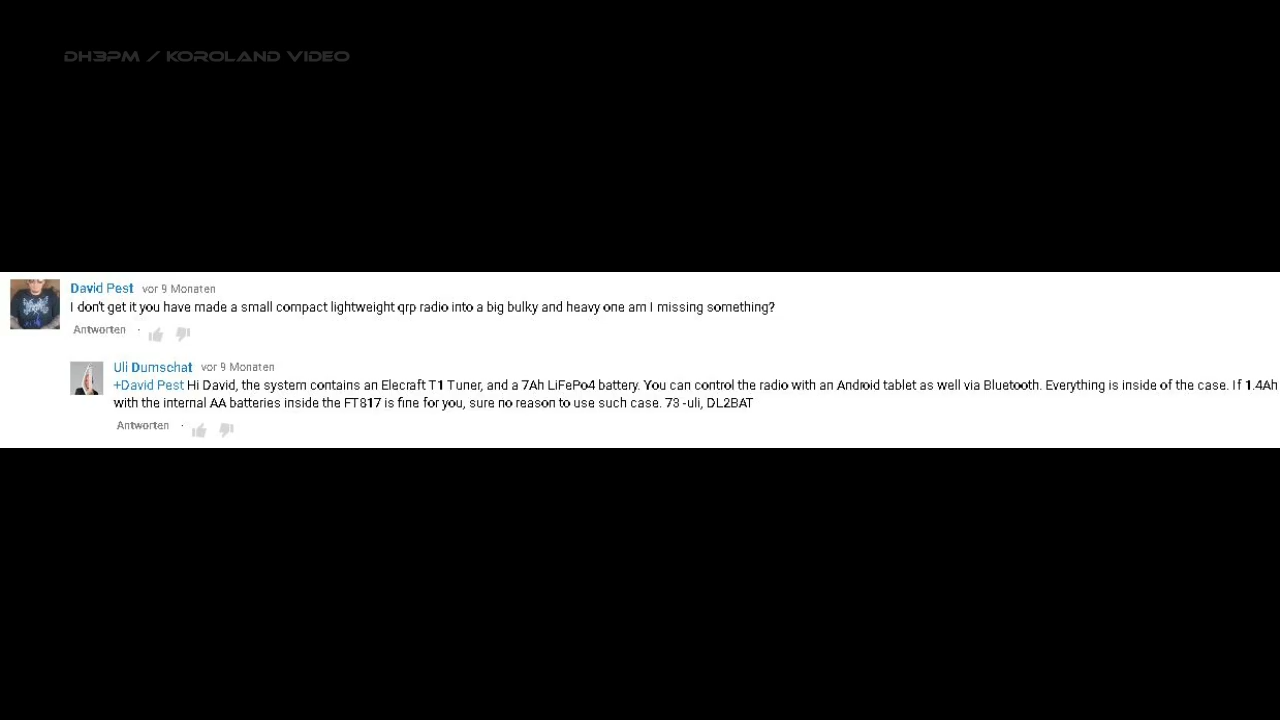 DH3PM / KOROLAND VIDEO
David Pest vor 9 Monaten
I don't get it you have made a small compact lightweight qrp radio into a big bulky and heavy one am I missing something?
Antworten ·
Uli Dumschat vor 9 Monaten
+David Pest Hi David, the system contains an Elecraft T1 Tuner, and a 7Ah LiFePo4 battery. You can control the radio with an Android tablet as well via Bluetooth. Everything is inside of the case. If 1.4Ah
with the internal AA batteries inside the FT817 is fine for you, sure no reason to use such case. 73 -uli, DL2BAT
Antworten ·